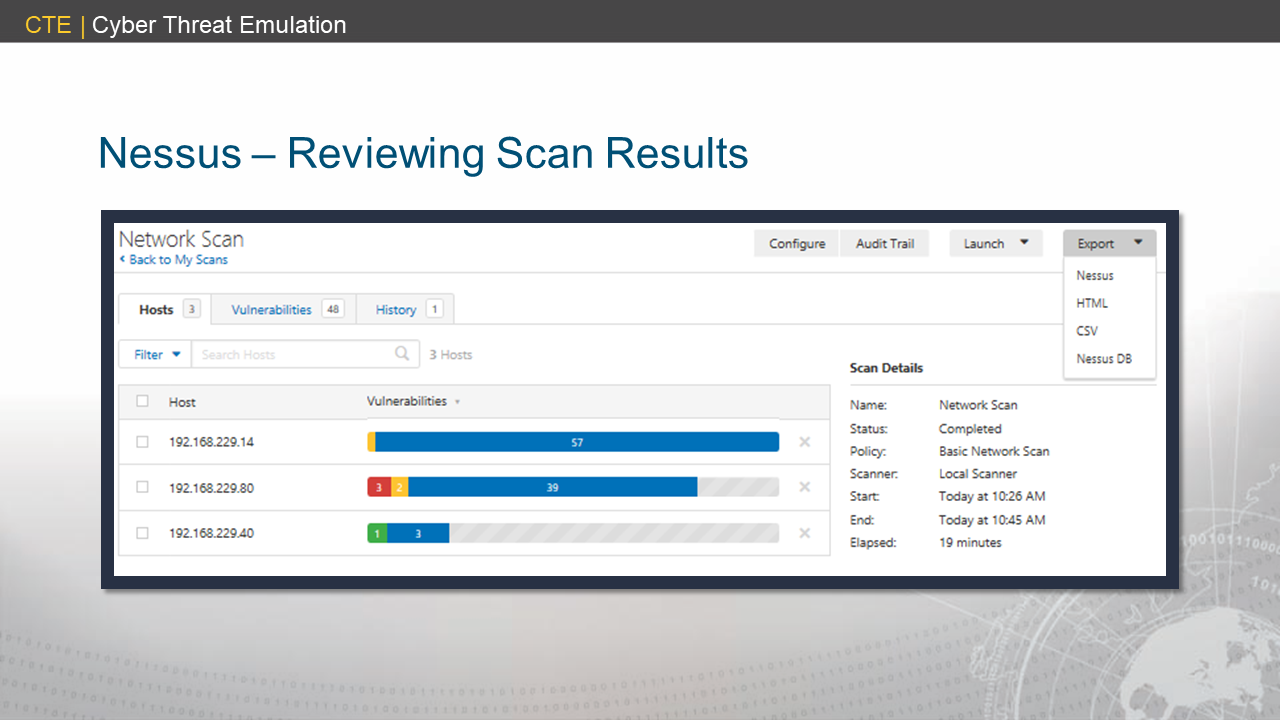 CTE | Cyber Threat Emulation
Nessus – Reviewing Scan Results
Network Scan
Back to My Scans
Configure
Audit Trail
Launch
Export
Nessus
HTML
CSV
Nessus DB
Hosts 3
Vulnerabilities 48
History 1
Filter
Search Hosts
3 Hosts
Host Vulnerabilities
192.168.229.14 57
192.168.229.80 3 2 39
192.168.229.40 1 3
Scan Details
Name: Network Scan
Status: Completed
Policy: Basic Network Scan
Scanner: Local Scanner
Start: Today at 10:26 AM
End: Today at 10:45 AM
Elapsed: 19 minutes